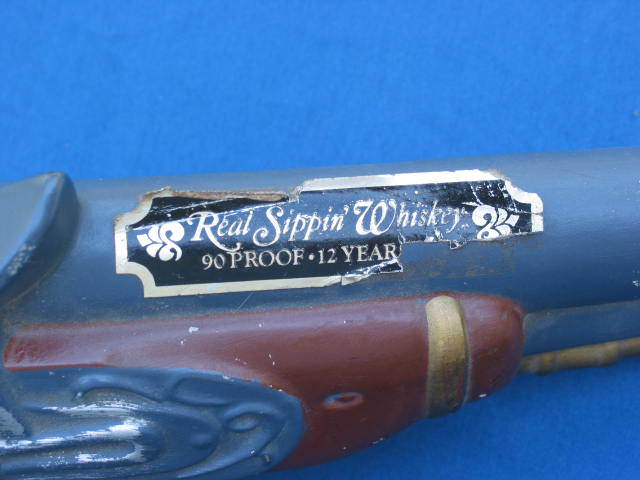 Real Sippin' Whiskey
90 PROOF · 12 YEAR